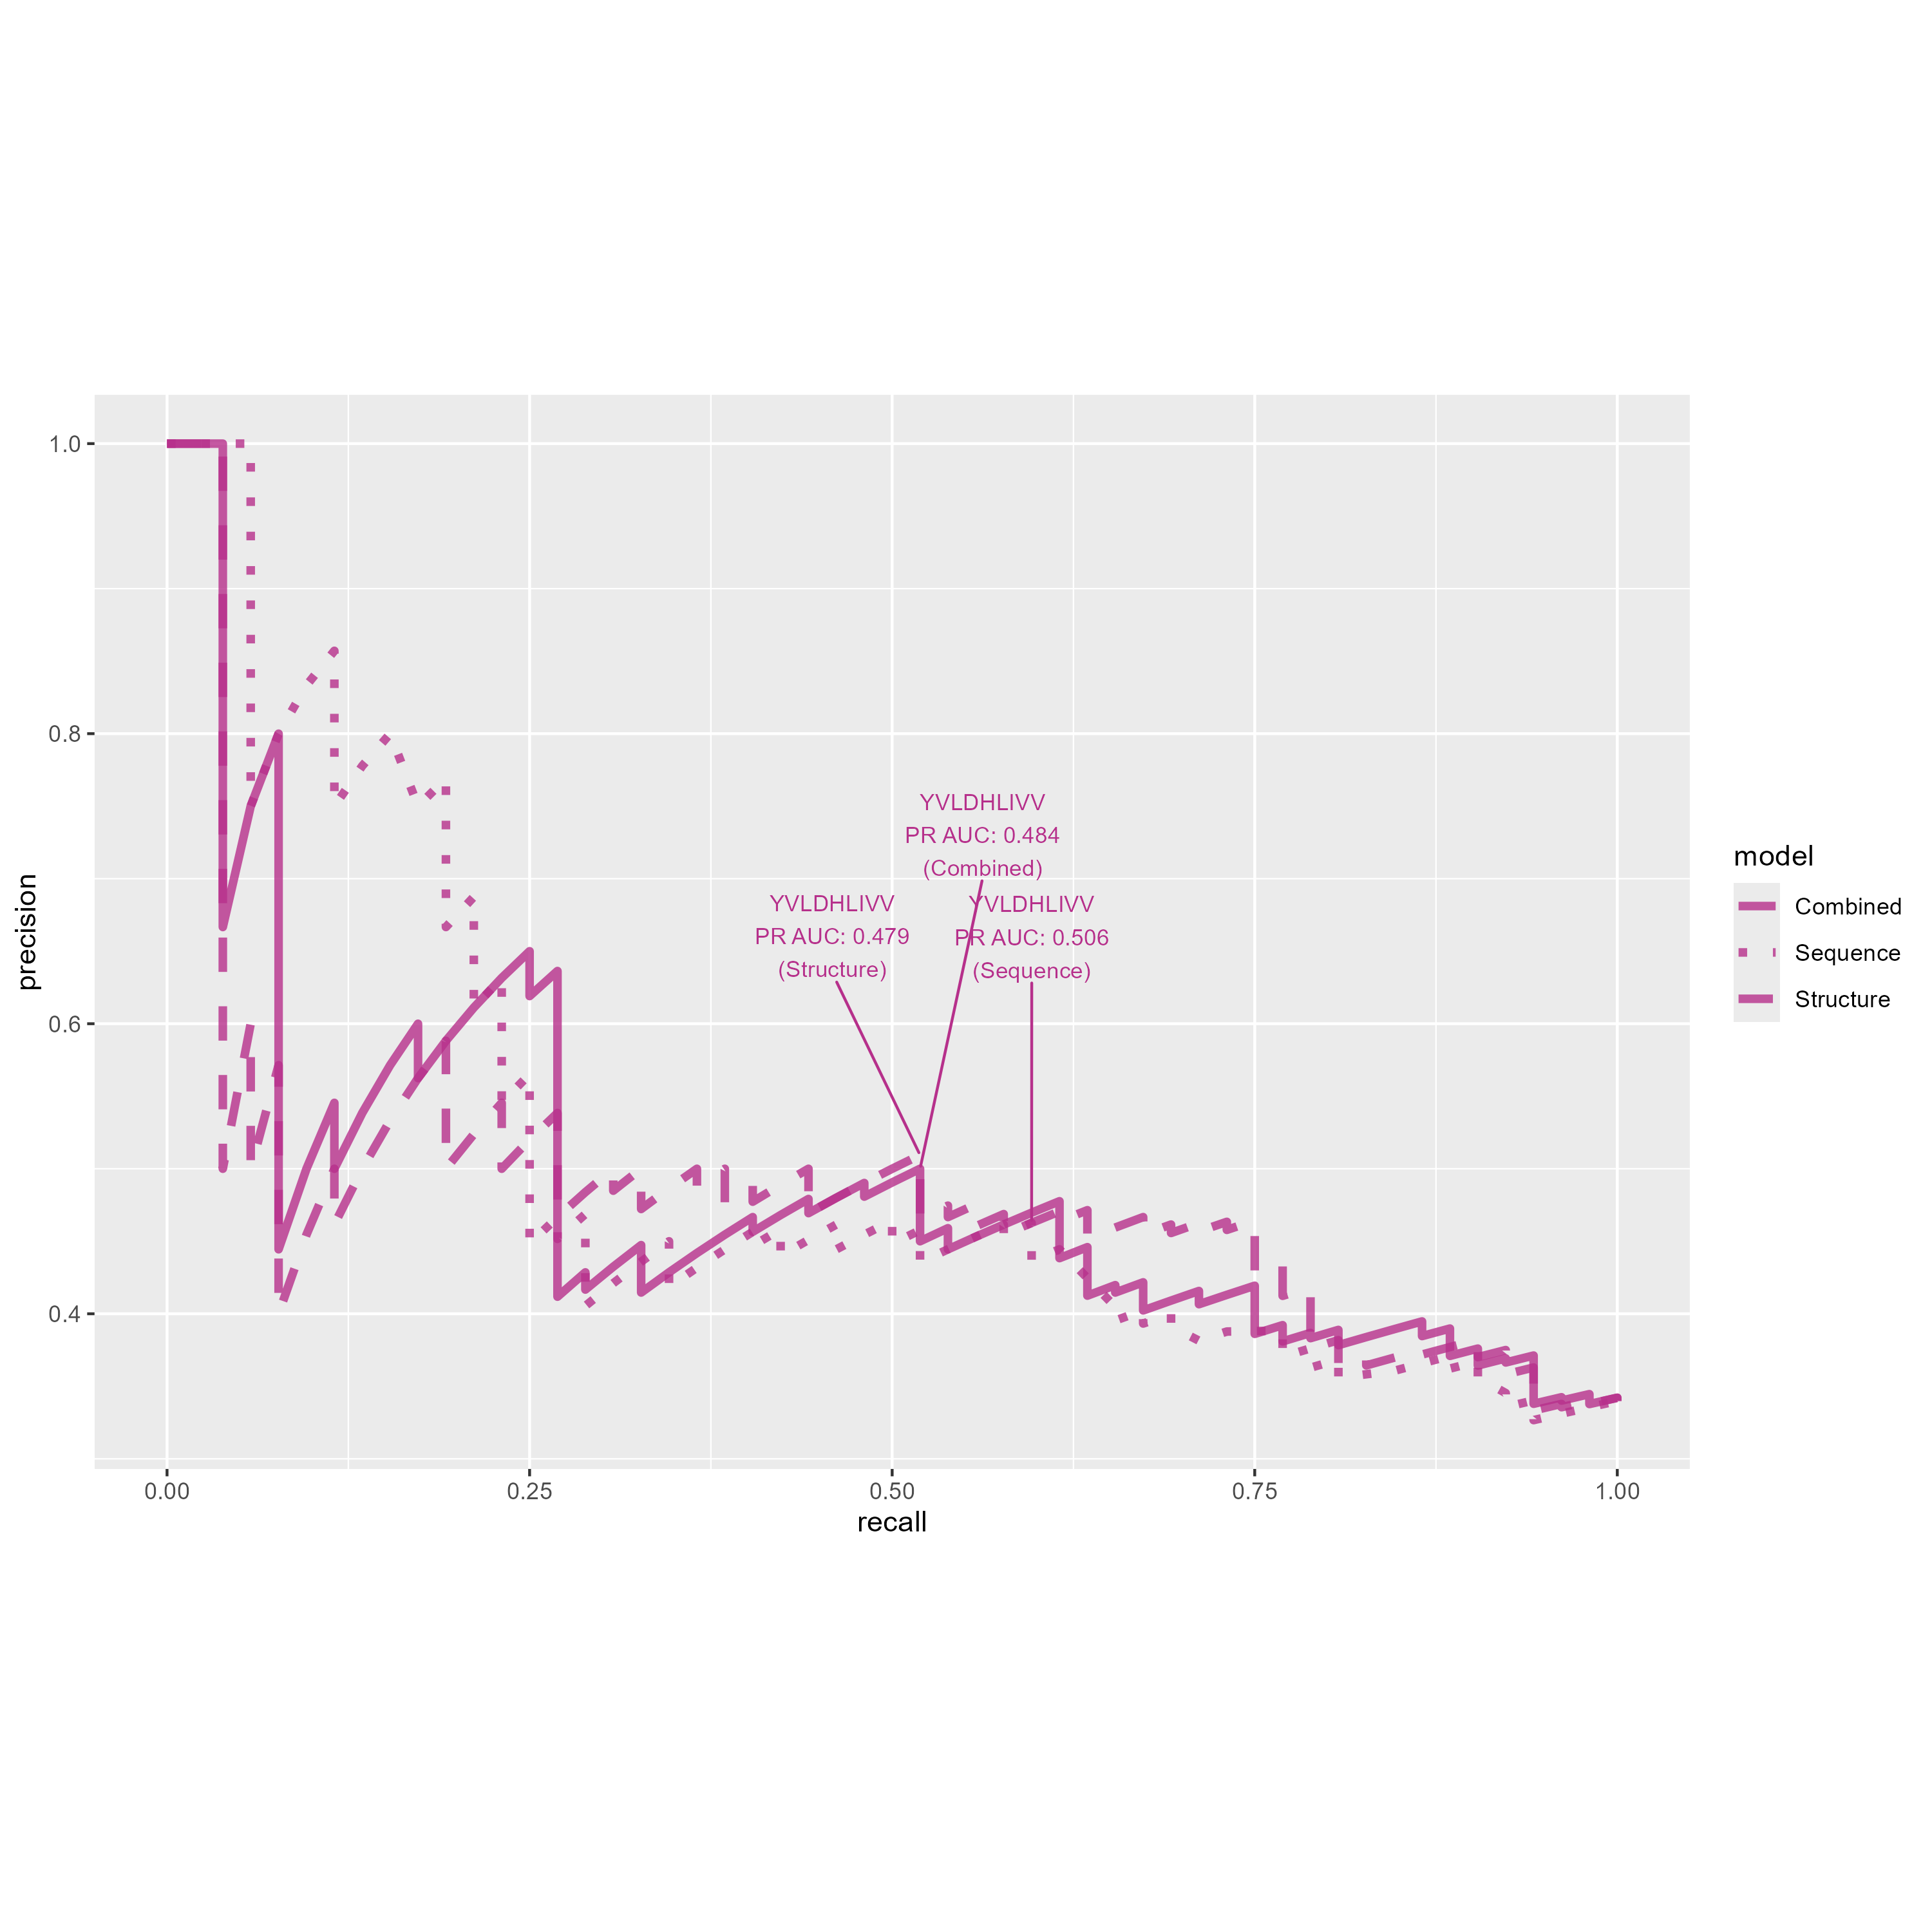 1.0
0.8
0.6
0.4
precision
0.00
0.25
0.50
0.75
1.00
recall
YVLDHLIVV
PR AUC: 0.484
(Combined)
YVLDHLIVV
PR AUC: 0.479
(Structure)
YVLDHLIVV
PR AUC: 0.506
(Sequence)
model
Combined
Sequence
Structure